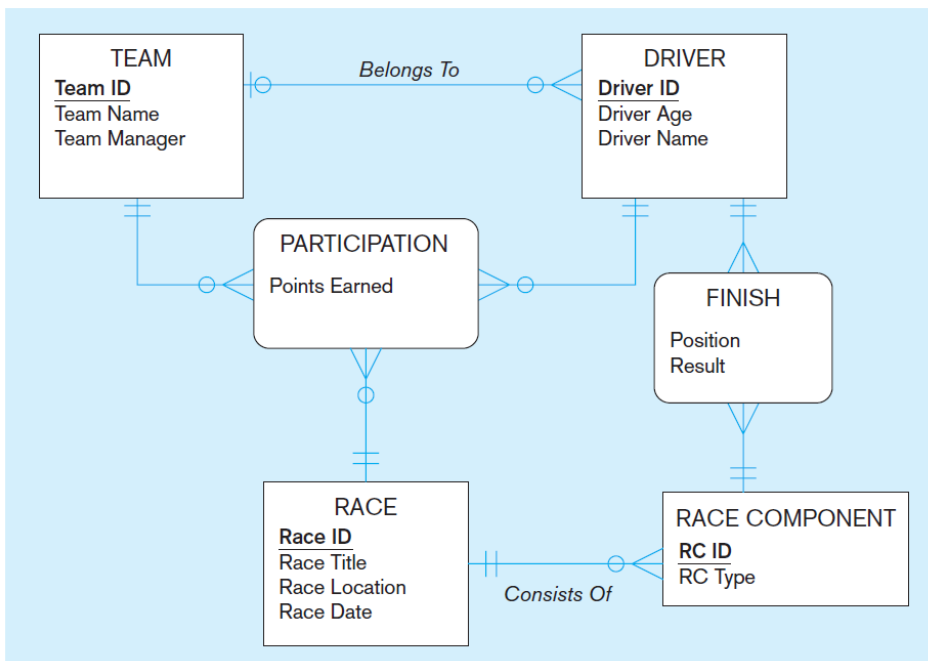 TEAM
Team ID
Team Name
Team Manager
Belongs To
DRIVER
Driver ID
Driver Age
Driver Name
PARTICIPATION
Points Earned
FINISH
Position
Result
RACE
Race ID
Race Title
Race Location
Race Date
Consists Of
RACE COMPONENT
RC ID
RC Type